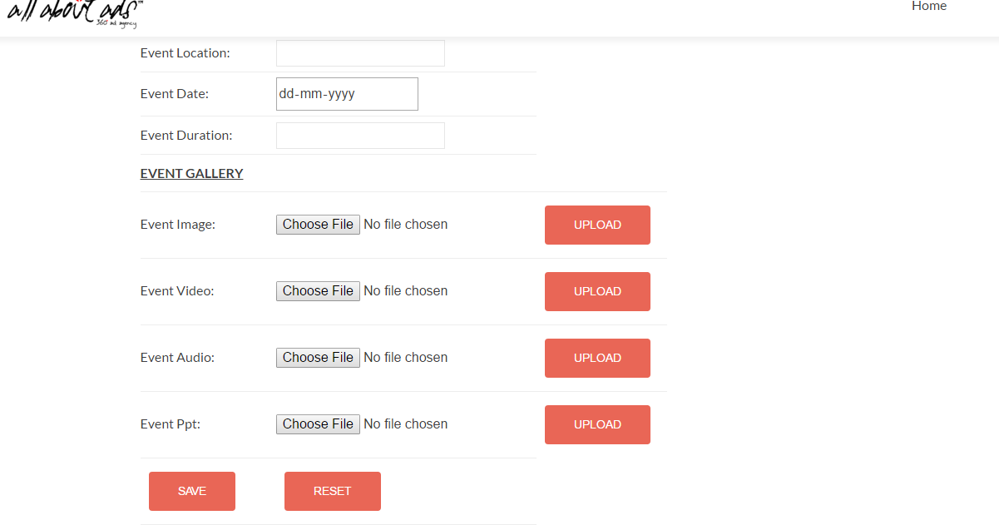 all about ads™
360° ad agency
Home
Event Location:
Event Date: dd-mm-yyyy
Event Duration:
EVENT GALLERY
Event Image: Choose File No file chosen UPLOAD
Event Video: Choose File No file chosen UPLOAD
Event Audio: Choose File No file chosen UPLOAD
Event Ppt: Choose File No file chosen UPLOAD
SAVE RESET